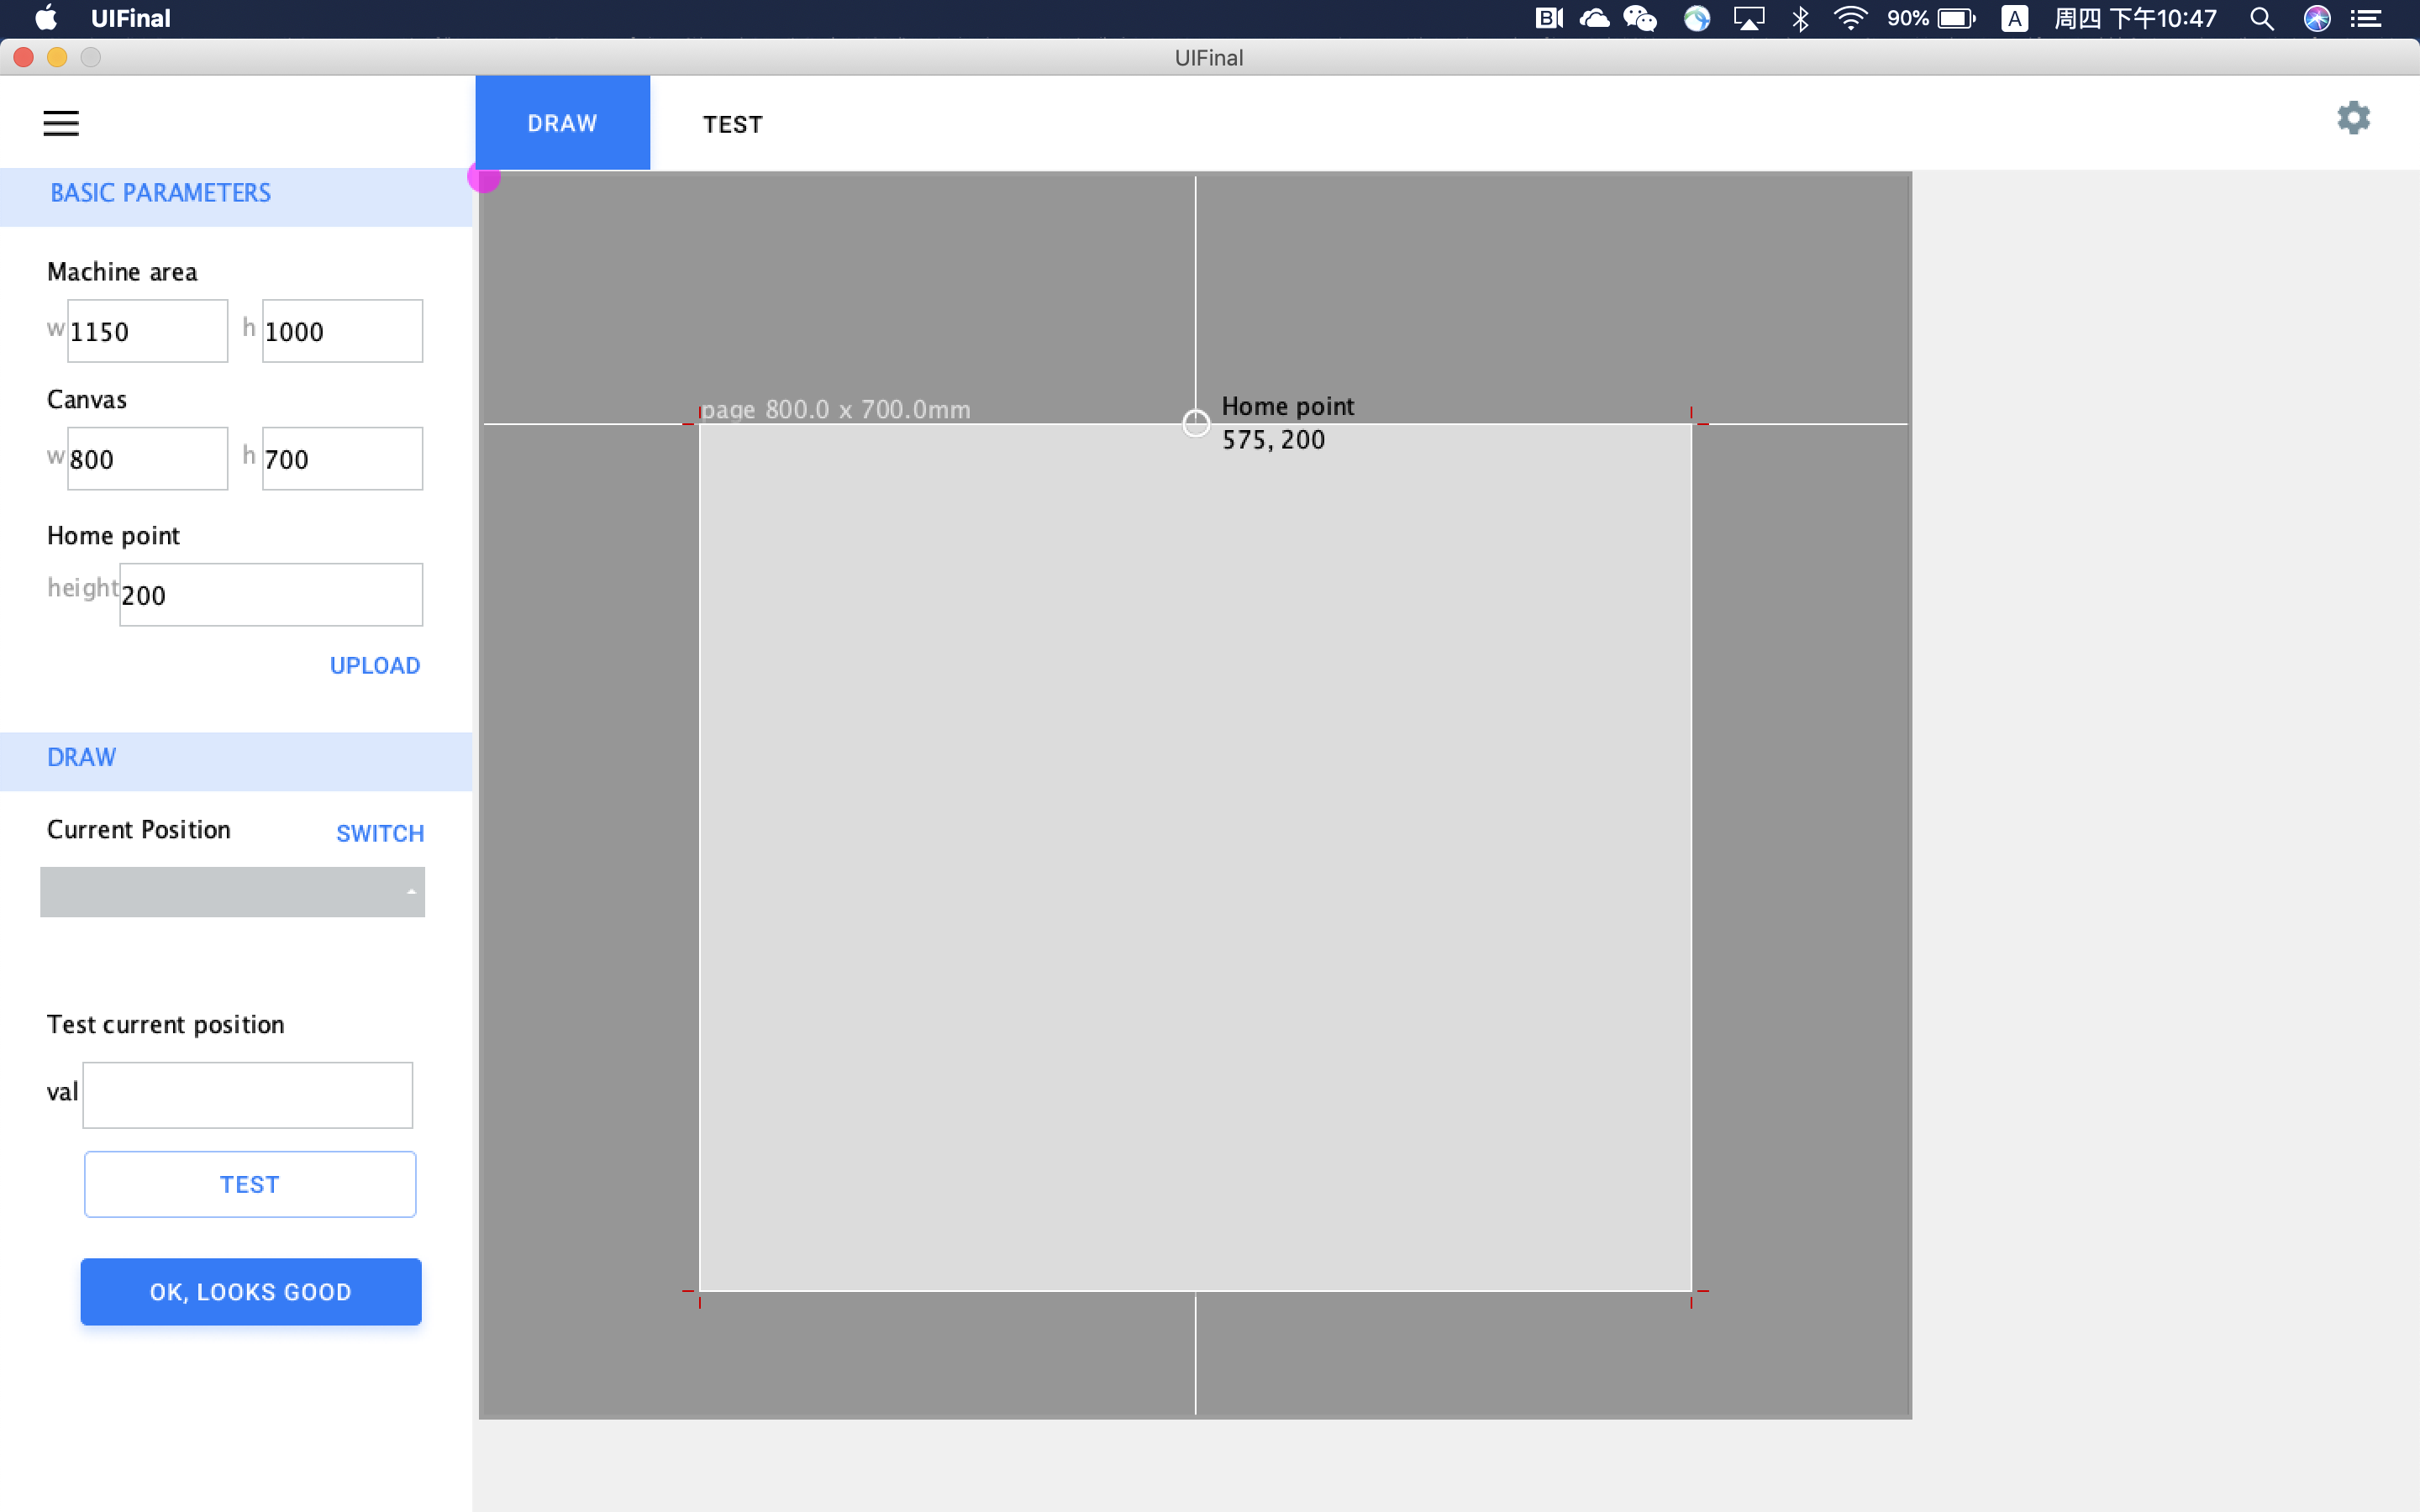 UIFinal
90%
A
周四 下午10:47
UIFinal
DRAW
TEST
BASIC PARAMETERS
Machine area
w 1150 h 1000
Canvas
w 800 h 700
Home point
height 200
UPLOAD
DRAW
Current Position SWITCH
Test current position
val
TEST
OK, LOOKS GOOD
page 800.0 x 700.0mm
Home point
575, 200